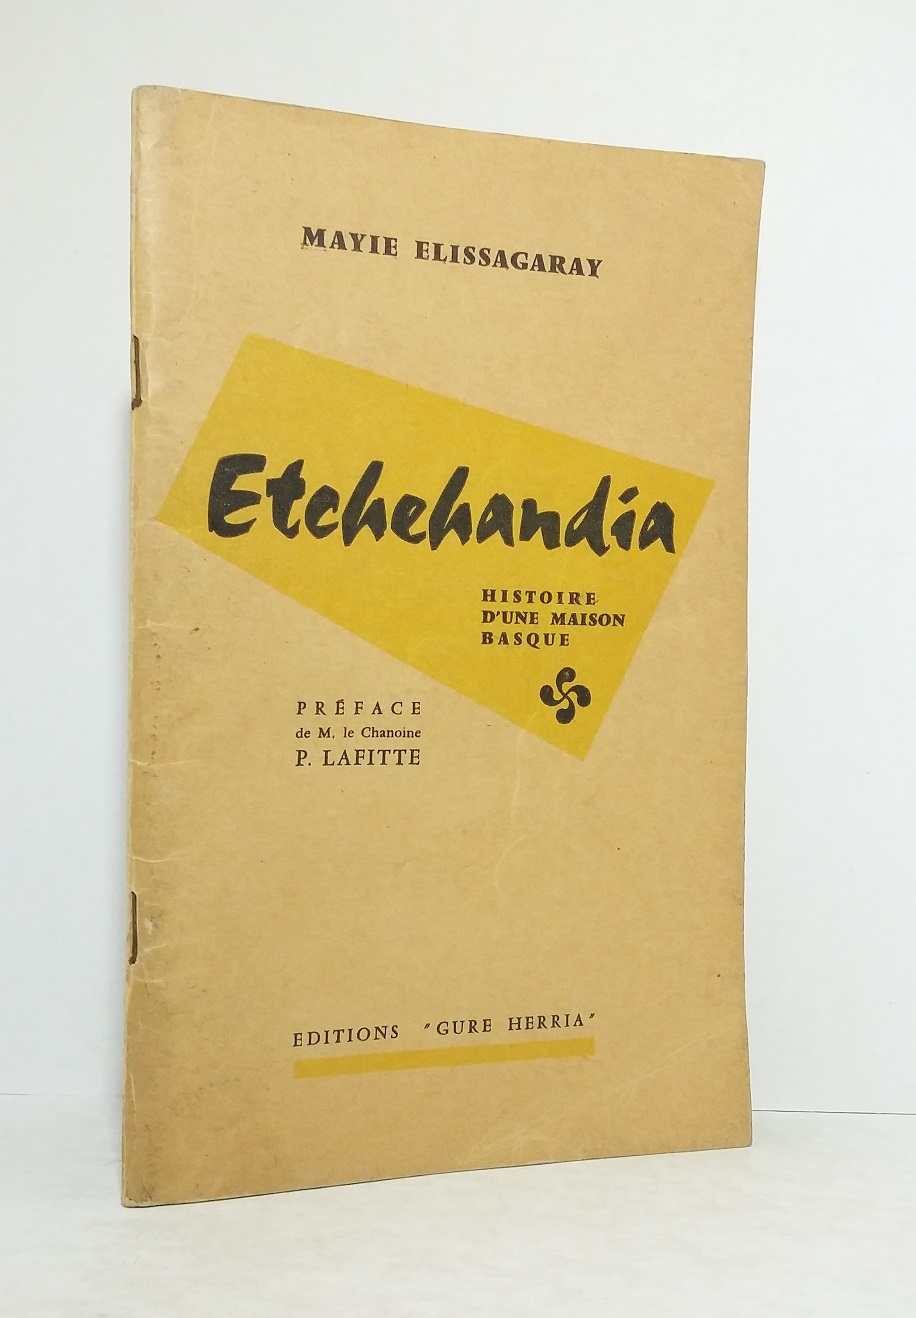 MAYIE ELISSAGARAY
Etchehandia
HISTOIRE
D'UNE MAISON
BASQUE
PRÉFACE
de M. le Chanoine
P. LAFITTE
EDITIONS "GURE HERRIA"